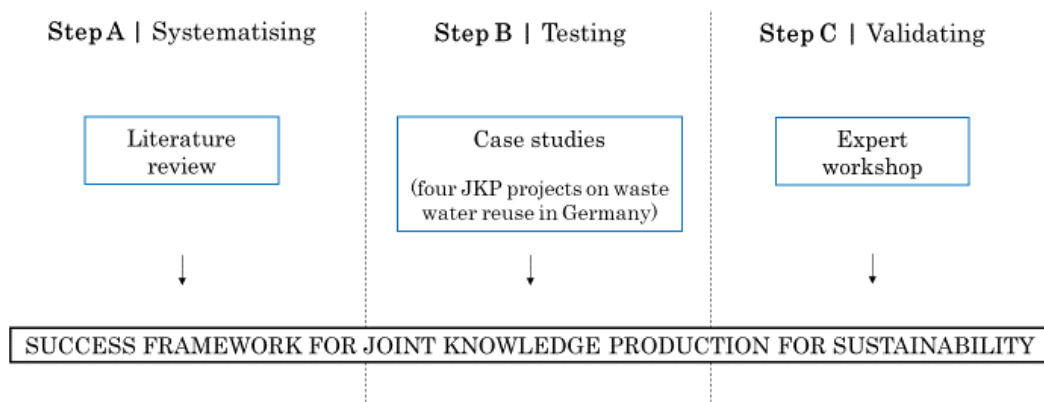 Step A | Systematising
Step B | Testing
Step C | Validating
Literature
review
Case studies
(four JKP projects on waste
water reuse in Germany)
Expert
workshop
SUCCESS FRAMEWORK FOR JOINT KNOWLEDGE PRODUCTION FOR SUSTAINABILITY